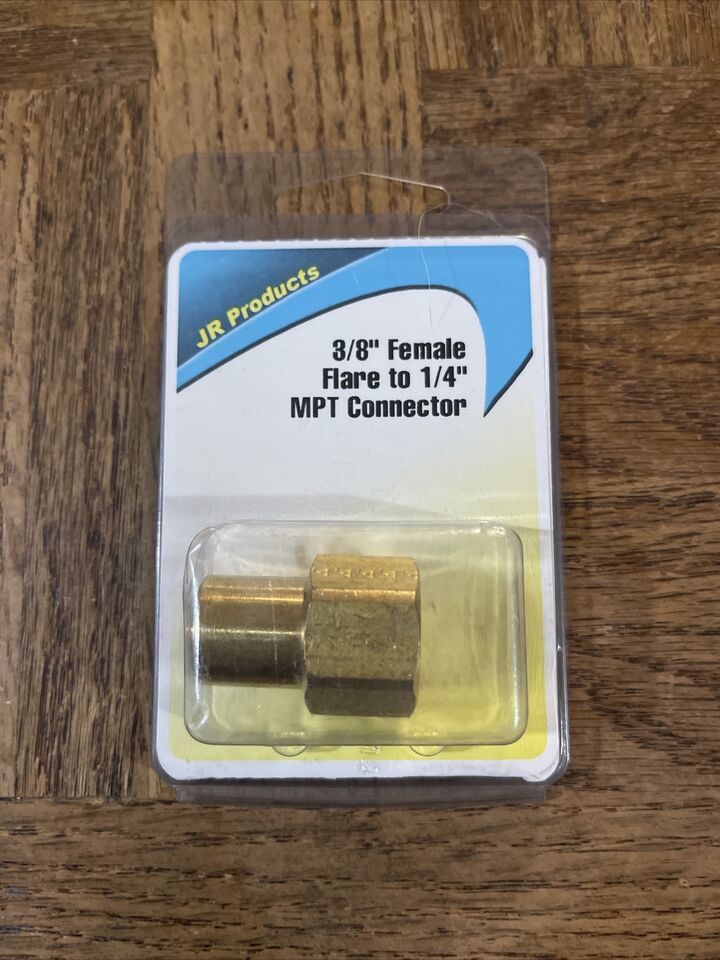 JR Products
3/8" Female
Flare to 1/4"
MPT Connector